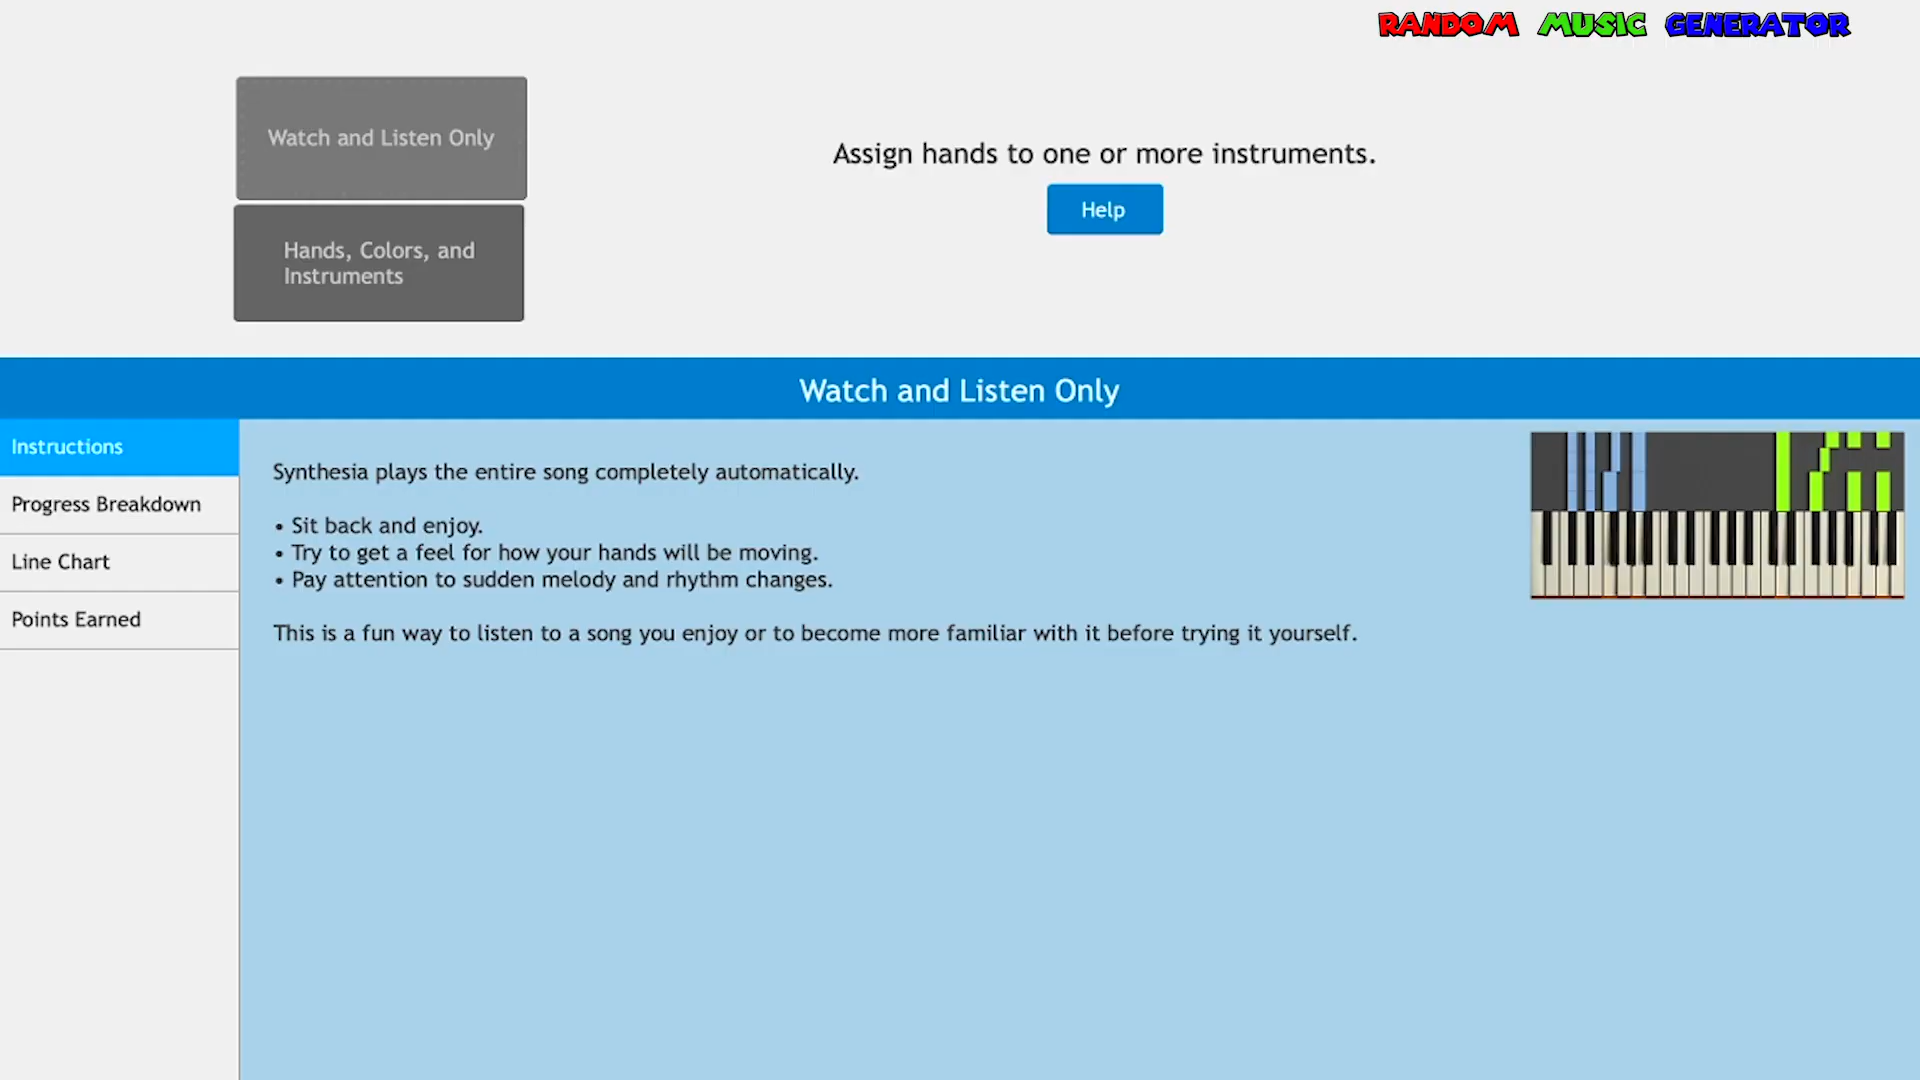 RANDOM MUSIC GENERATOR
Watch and Listen Only
Assign hands to one or more instruments.
Help
Hands, Colors, and
Instruments
Watch and Listen Only
Instructions
Progress Breakdown
Line Chart
Points Earned
Synthesia plays the entire song completely automatically.
• Sit back and enjoy.
• Try to get a feel for how your hands will be moving.
• Pay attention to sudden melody and rhythm changes.
This is a fun way to listen to a song you enjoy or to become more familiar with it before trying it yourself.